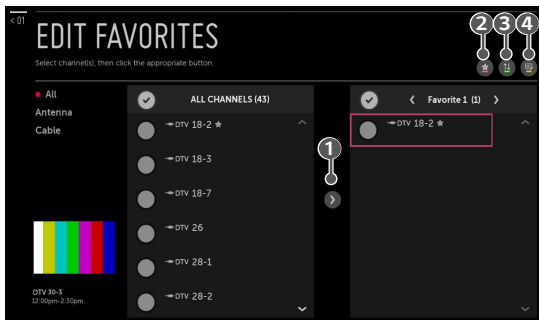 < 01
EDIT FAVORITES
Select channel(s), then click the appropriate button.
2 3 4
All
Antenna
Cable
ALL CHANNELS (43)
DTV 18-2 ★
DTV 18-3
DTV 18-7
DTV 26
DTV 28-1
DTV 28-2
1
Favorite 1 (1)
DTV 18-2 ★
DTV 30-3
12:00pm-2:30pm